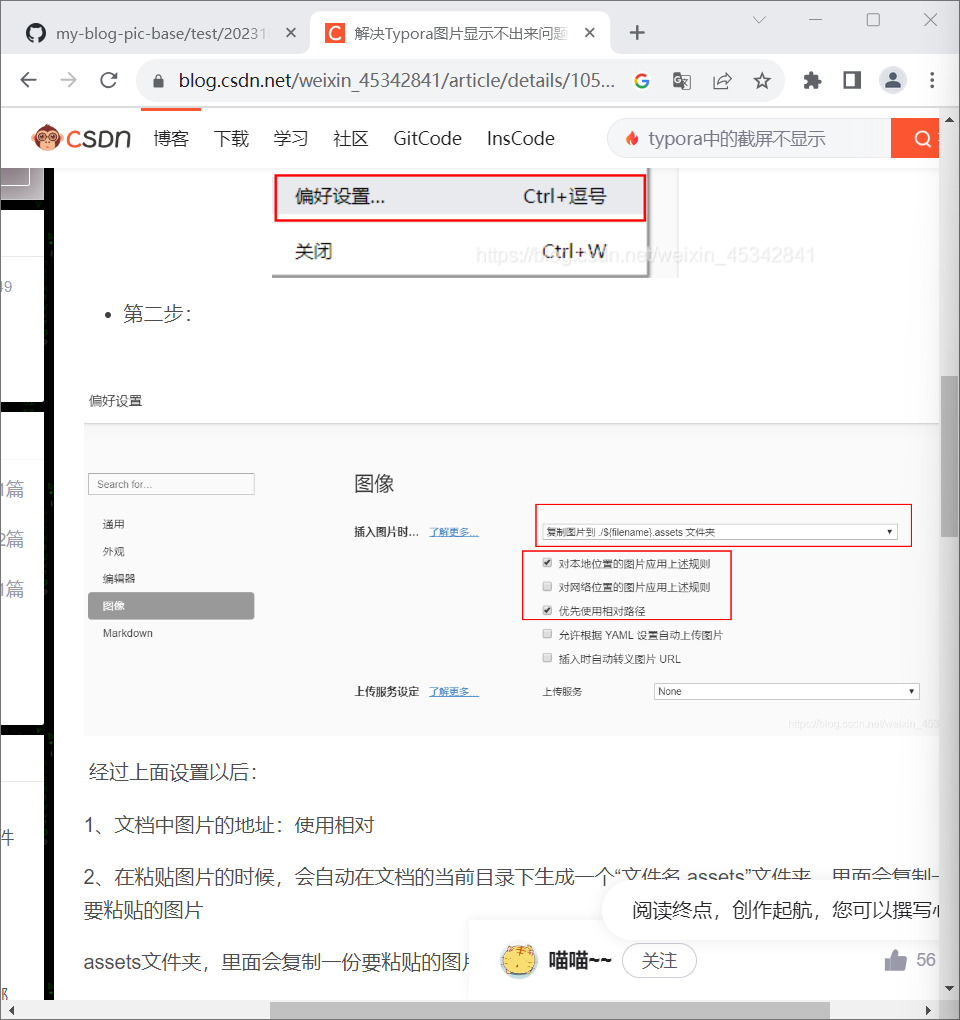 my-blog-pic-base/test/20231
解决Typora图片显示不出来问题
blog.csdn.net/weixin_45342841/article/details/105...
CSDN 博客 下载 学习 社区 GitCode InsCode typora中的截屏不显示
偏好设置... Ctrl+逗号
关闭 Ctrl+W
https://blog.csdn.net/weixin_45342841
49
• 第二步：
偏好设置
1篇
2篇
1篇
件
Search for...
通用
外观
编辑器
图像
Markdown
图像
插入图片时... 了解更多...
复制图片到 ./${filename}.assets 文件夹
对本地位置的图片应用上述规则
对网络位置的图片应用上述规则
优先使用相对路径
允许根据 YAML 设置自动上传图片
插入时自动转义图片 URL
上传服务设定 了解更多... 上传服务 None
https://blog.csdn.net/weixin_453
经过上面设置以后：
1、文档中图片的地址：使用相对
2、在粘贴图片的时候，会自动在文档的当前目录下生成一个“文件名.assets”文件夹，里面会复制一
要粘贴的图片
阅读终点，创作起航，您可以撰写心
assets文件夹，里面会复制一份要粘贴的图片
喵喵~~ 关注 56